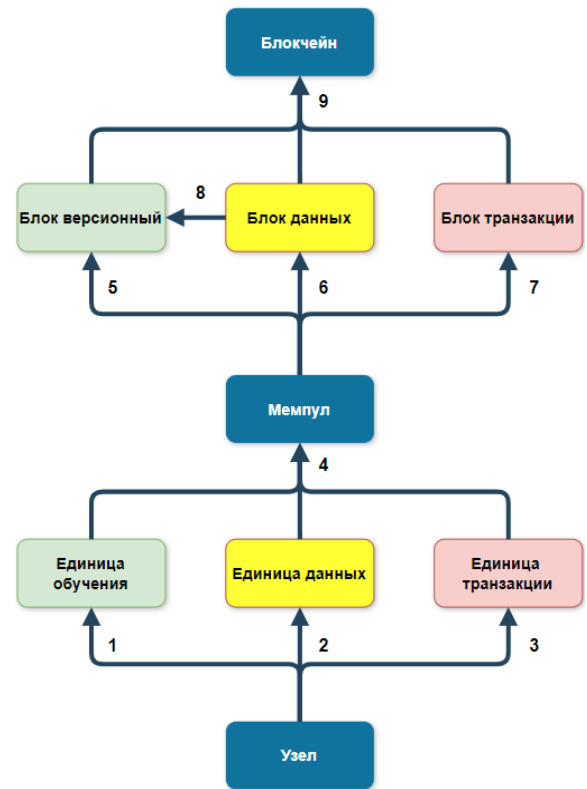 Блокчейн
9
8
Блок версионный
Блок данных
Блок транзакции
5
6
7
Мемпул
4
Единица
обучения
Единица данных
Единица
транзакции
1
2
3
Узел